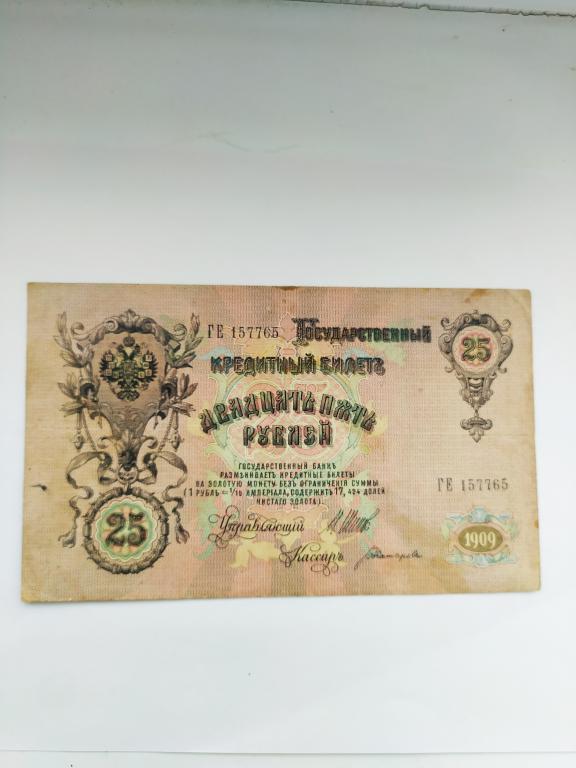 ГЕ 157765 Государственный
25
Кредитный Билетъ
Двадцать Пять
Рублей
Государственный Банкъ
размѣниваетъ кредитные билеты
на золотую монету безъ ограниченія суммы
(1 рубль = 1/15 имперіала, содержитъ 17,424 долей
чистаго золота).
ГЕ 157765
25
Управляющій
Кассиръ
1909